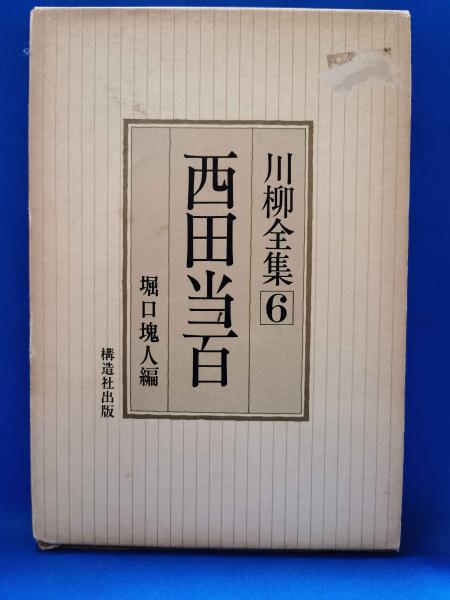 川柳全集6
西田当百
堀口塊人編
構造社出版